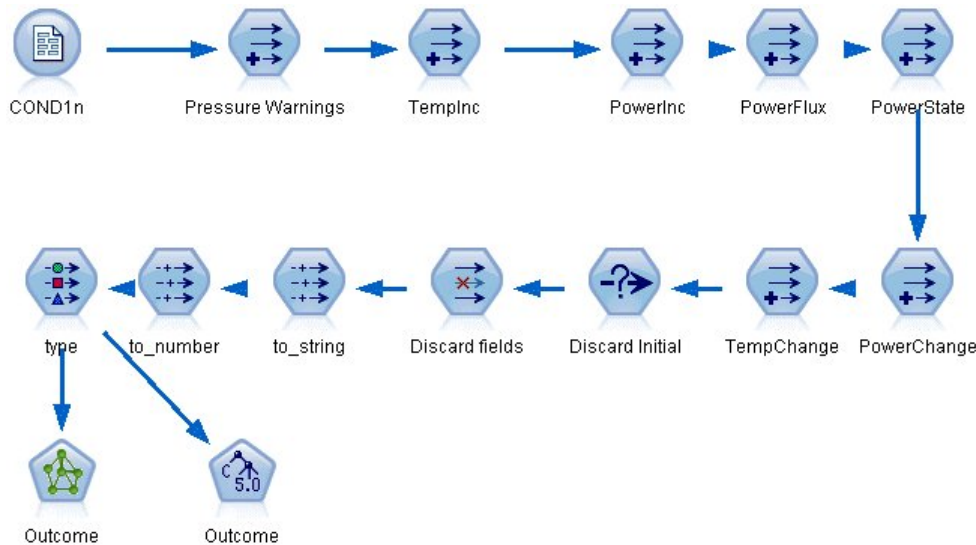 COND1n
Pressure Warnings
TempInc
PowerInc
PowerFlux
PowerState
type
to_number
to_string
Discard fields
Discard Initial
TempChange
PowerChange
C 5.0
Outcome
Outcome